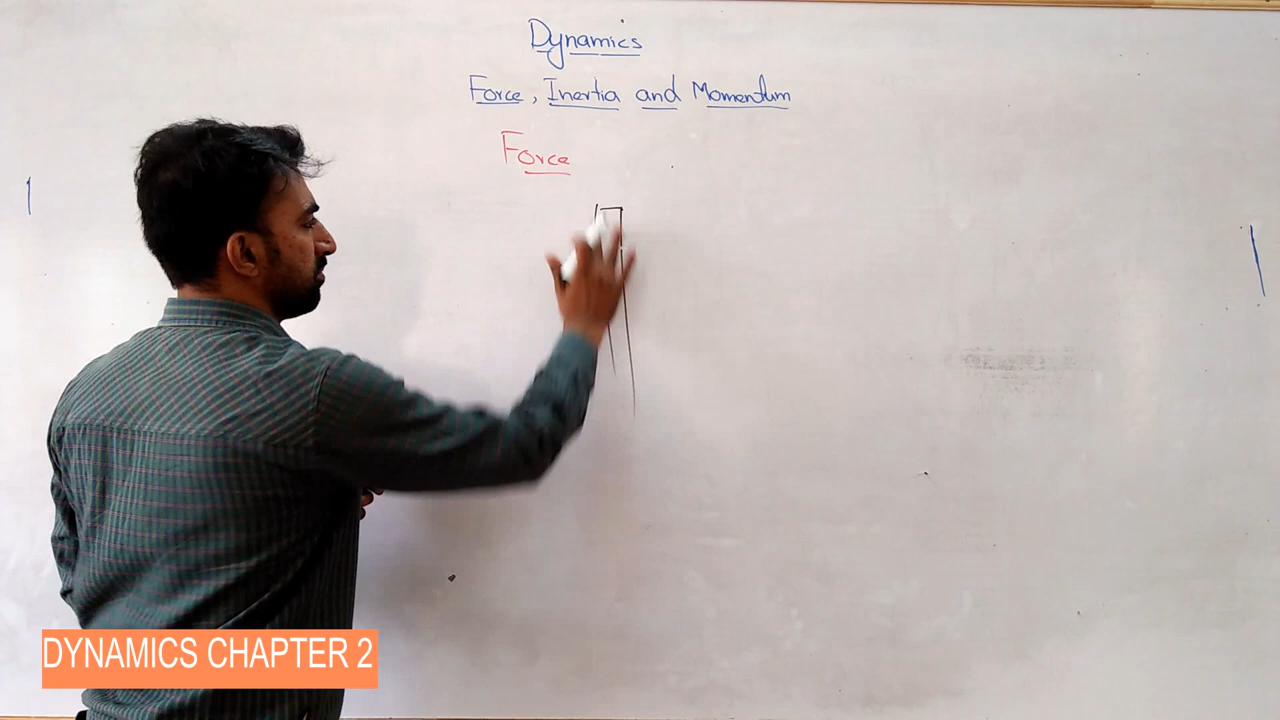 Dynamics
Force, Inertia and Momentum
Force
DYNAMICS CHAPTER 2